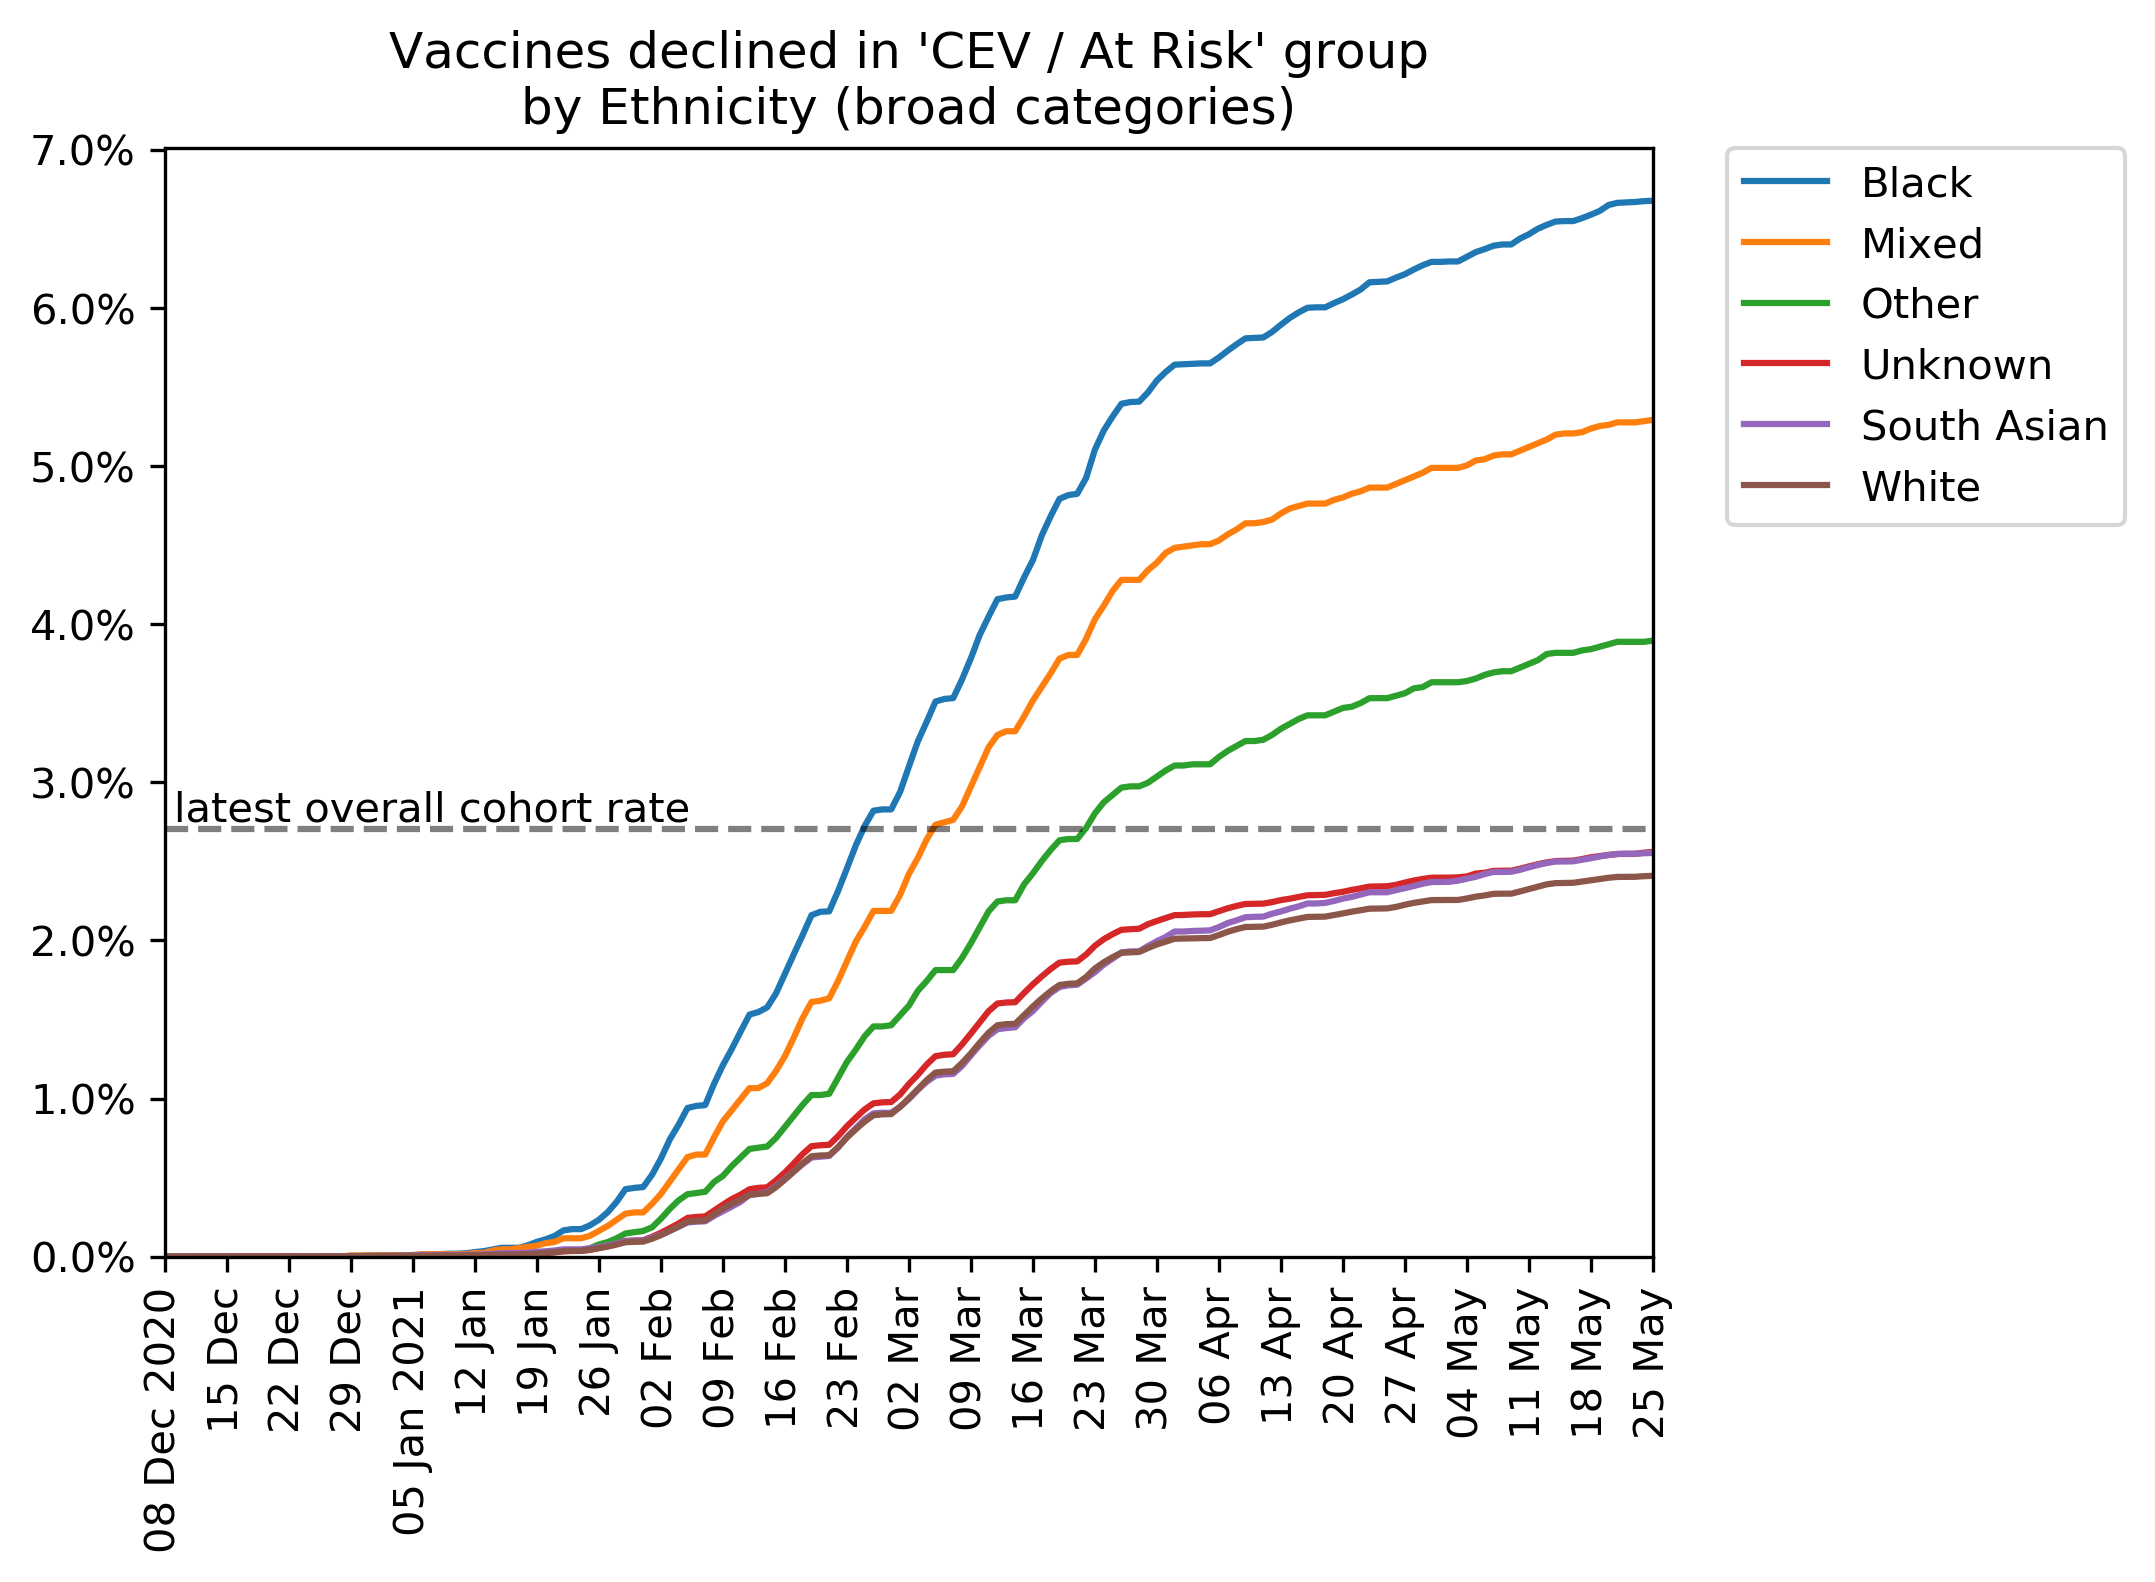 Vaccines declined in 'CEV / At Risk' group
by Ethnicity (broad categories)
7.0%
6.0%
5.0%
4.0%
3.0%
2.0%
1.0%
0.0%
latest overall cohort rate
08 Dec 2020
15 Dec
22 Dec
29 Dec
05 Jan 2021
12 Jan
19 Jan
26 Jan
02 Feb
09 Feb
16 Feb
23 Feb
02 Mar
09 Mar
16 Mar
23 Mar
30 Mar
06 Apr
13 Apr
20 Apr
27 Apr
04 May
11 May
18 May
25 May
Black
Mixed
Other
Unknown
South Asian
White